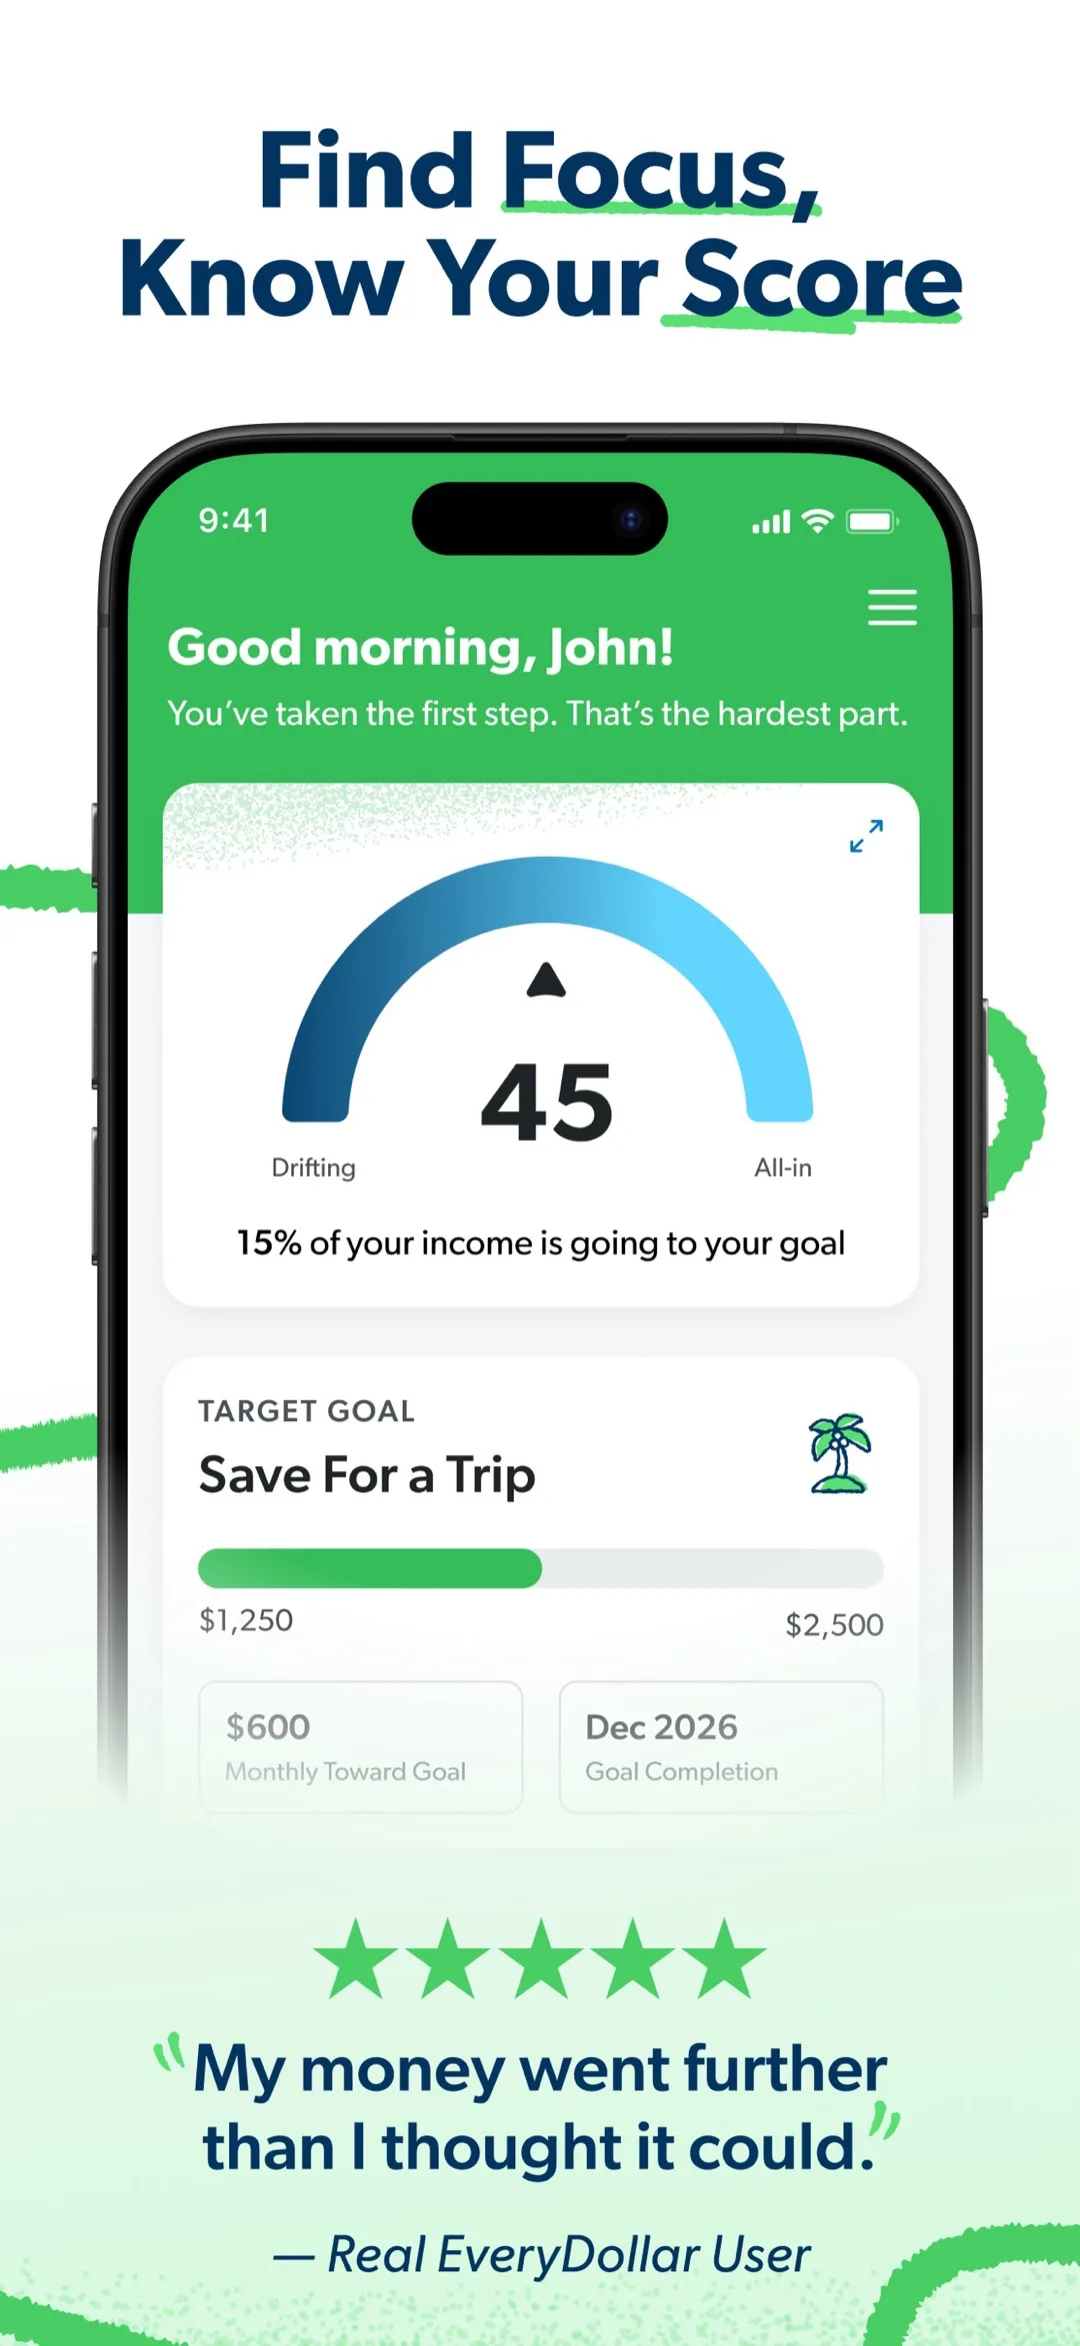 Find Focus,
Know Your Score
9:41
Good morning, John!
You've taken the first step. That's the hardest part.
45
Drifting
All-in
15% of your income is going to your goal
TARGET GOAL
Save For a Trip
$1,250
$2,500
$600
Monthly Toward Goal
Dec 2026
Goal Completion
"My money went further
than I thought it could."
— Real EveryDollar User